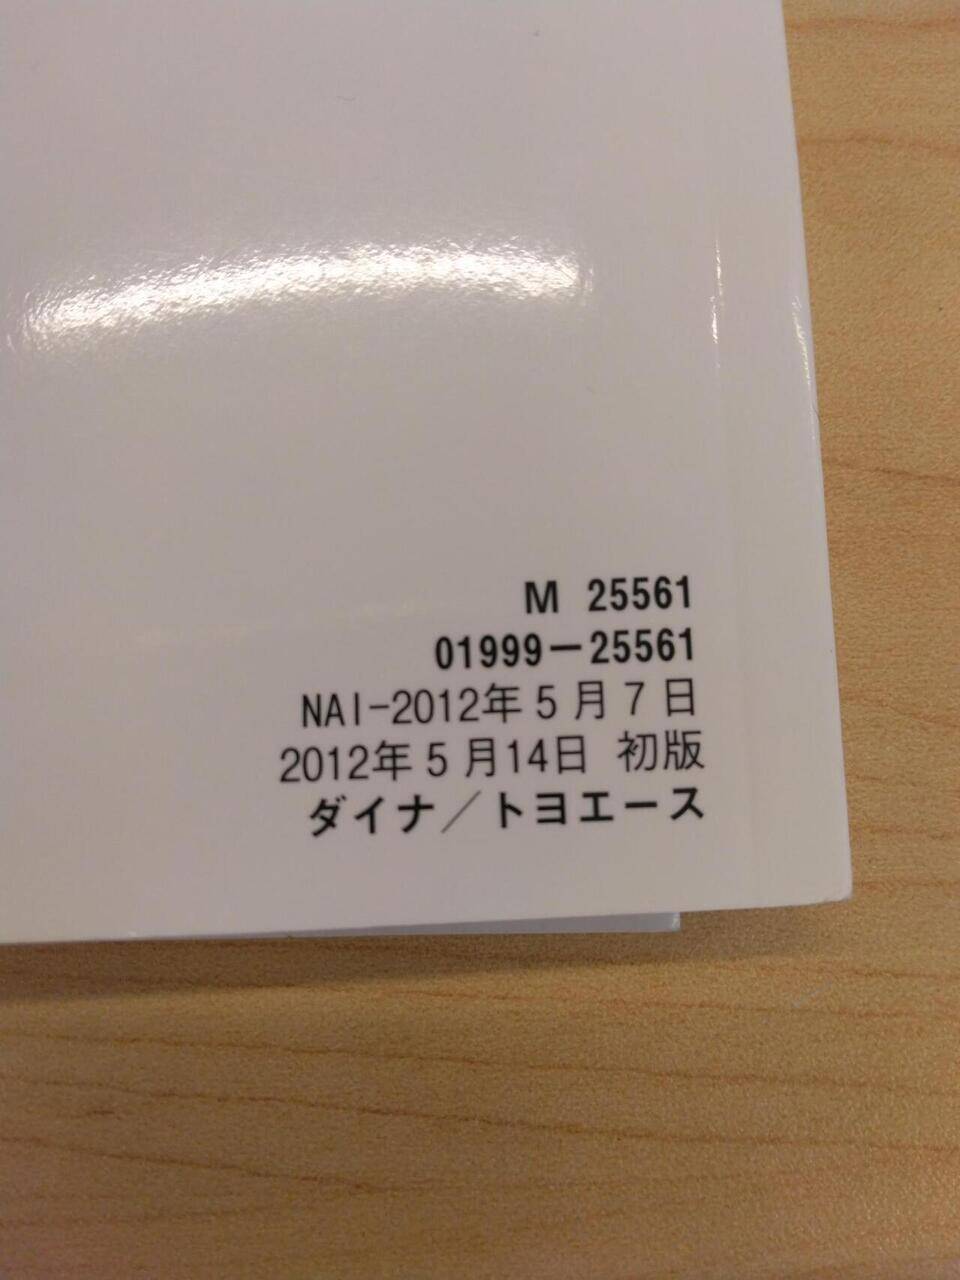 M 25561
01999-25561
NAI-2012年5月7日
2012年5月14日 初版
ダイナ/トヨエース